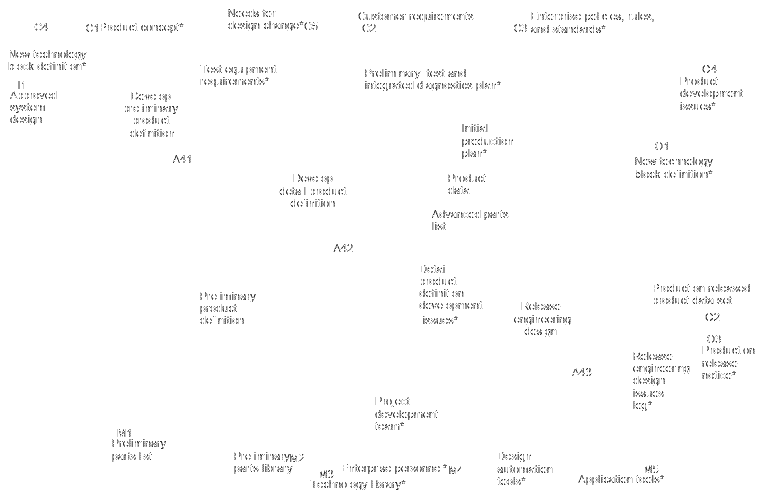 C4
C1 Product concept*
Needs for
design change* C5
Customer requirements
C2
Enterprise policies, rules,
C3 and standards*
New technology
block definition*
I1
Approved
system
design
Develop
preliminary
product
definition
Test equipment
requirements*
Preliminary test and
integrated diagnostics plan*
C4
Product
development
issues*
Initial
production
plan*
A41
O1
New technology
block definition*
Develop
detail product
definition
Product
data
Advanced parts
list
A42
Detail
product
definition
development
issues*
Preliminary
product
definition
Release
engineering
design
Production released
product data set
O2
O3
Production
release
notice*
Release
engineering
design
issues
log*
A43
Project
development
team*
M1
Preliminary
parts list
Preliminary M2
parts library
M3
Technology library*
Enterprise personnel* M4
Design
automation
tools*
M5
Application tools*